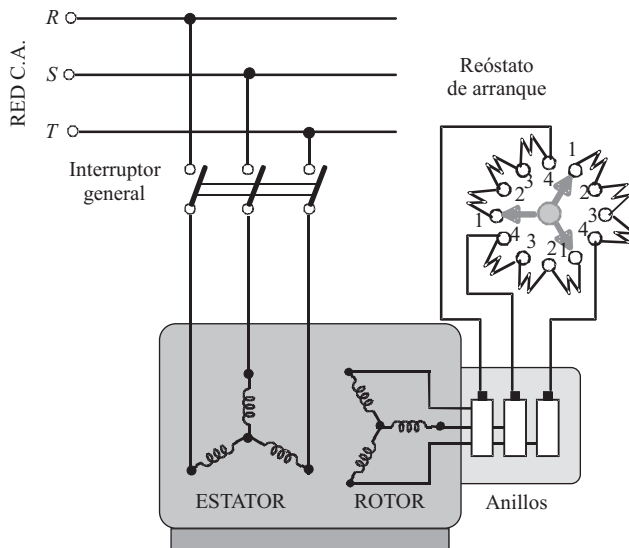 RED C.A.
R
S
T
Interruptor
general
Reóstato
de arranque
1
2
3
4
1
2
3
4
1
2
3
4
ESTATOR
ROTOR
Anillos